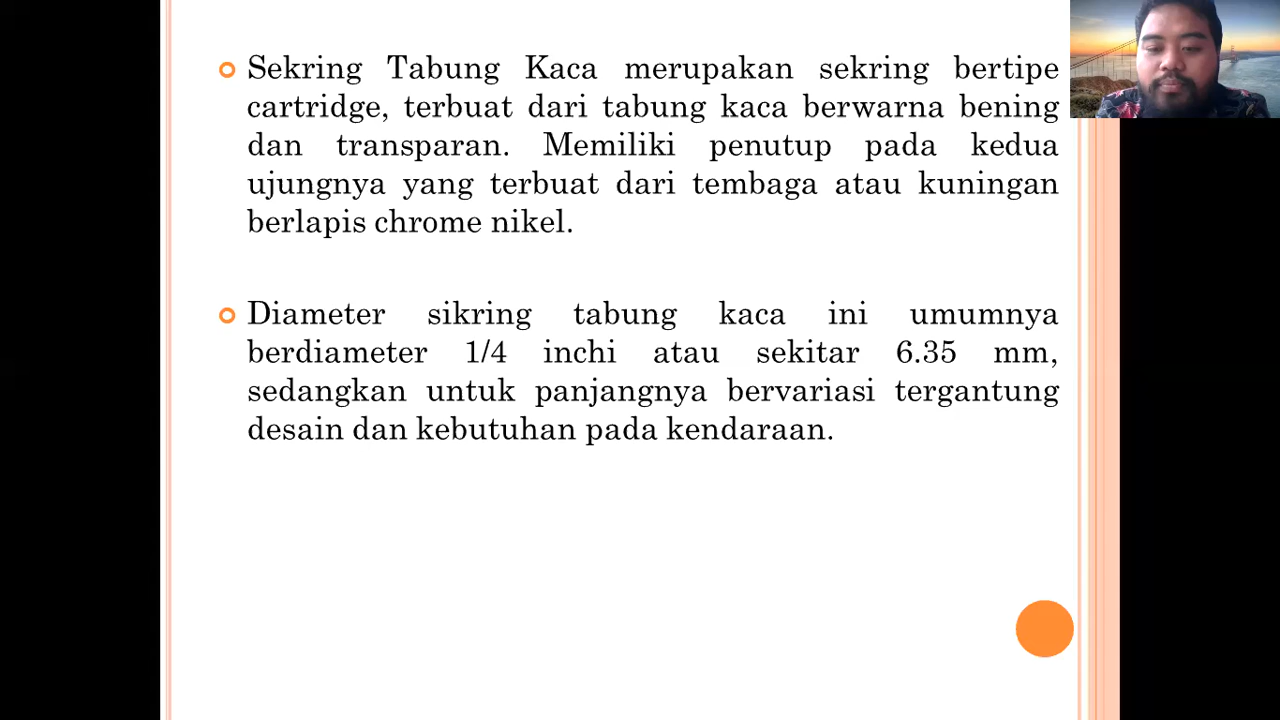 Sekring Tabung Kaca merupakan sekring bertipe
cartridge, terbuat dari tabung kaca berwarna bening
dan transparan. Memiliki penutup pada kedua
ujungnya yang terbuat dari tembaga atau kuningan
berlapis chrome nikel.
Diameter sikring tabung kaca ini umumnya
berdiameter 1/4 inchi atau sekitar 6.35 mm,
sedangkan untuk panjangnya bervariasi tergantung
desain dan kebutuhan pada kendaraan.